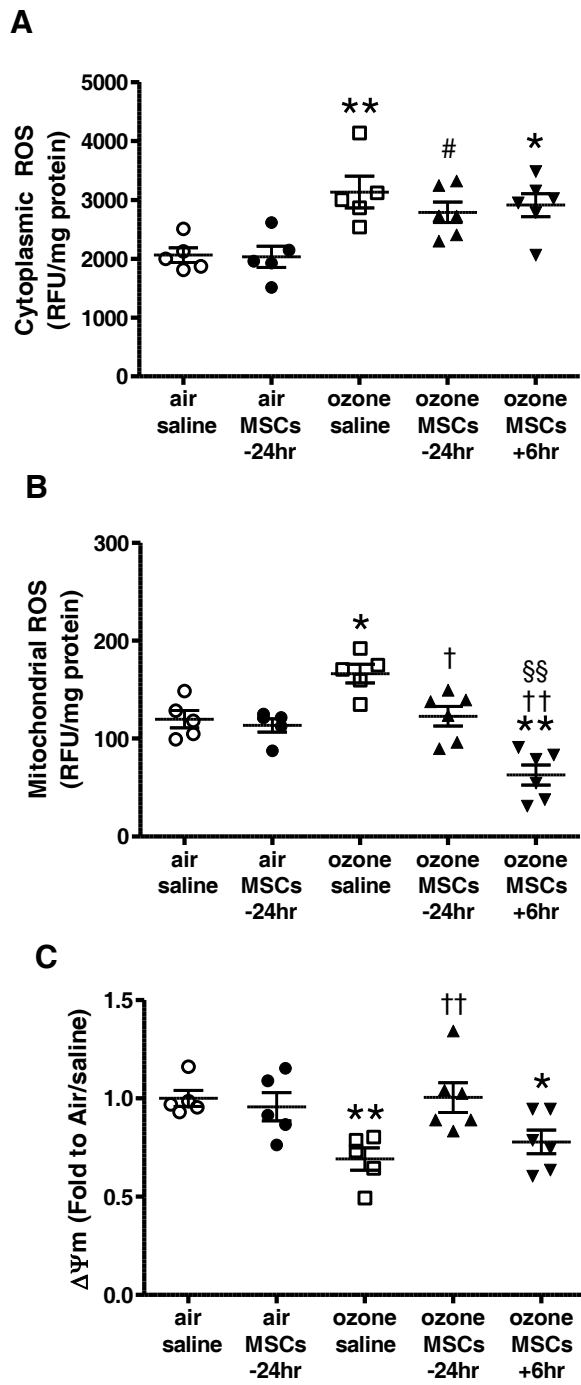 A
Cytoplasmic ROS
(RFU/mg protein)
5000
4000
3000
2000
1000
0
**
#
*
air
saline
air
MSCs
-24hr
ozone
saline
ozone
MSCs
-24hr
ozone
MSCs
+6hr
B
Mitochondrial ROS
(RFU/mg protein)
300
200
100
0
*
†
§§
††
**
air
saline
air
MSCs
-24hr
ozone
saline
ozone
MSCs
-24hr
ozone
MSCs
+6hr
C
ΔΨm (Fold to Air/saline)
1.5
1.0
0.5
0.0
**
††
*
air
saline
air
MSCs
-24hr
ozone
saline
ozone
MSCs
-24hr
ozone
MSCs
+6hr